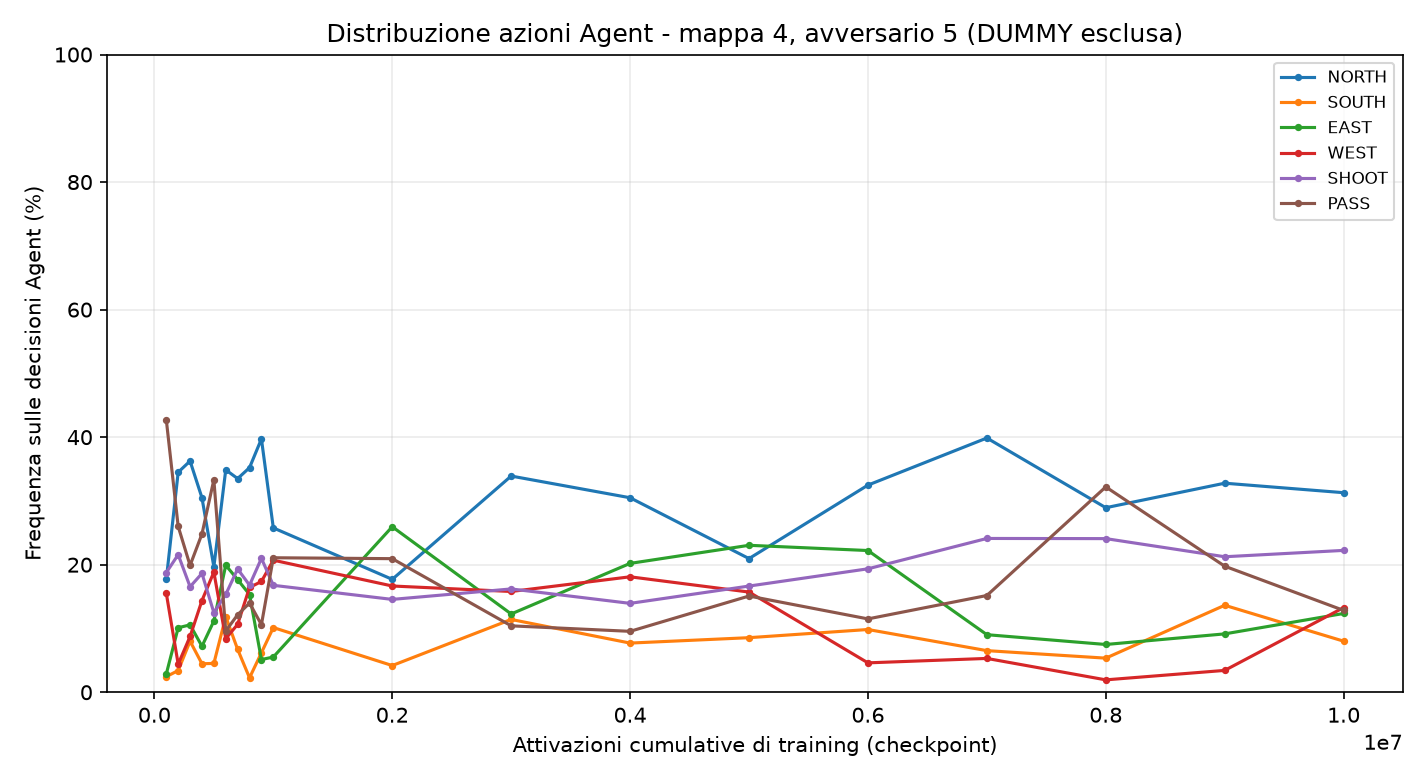 Distribuzione azioni Agent - mappa 4, avversario 5 (DUMMY esclusa)
100
80
60
40
20
0
Frequenza sulle decisioni Agent (%)
NORTH
SOUTH
EAST
WEST
SHOOT
PASS
0.0
0.2
0.4
0.6
0.8
1.0
1e7
Attivazioni cumulative di training (checkpoint)